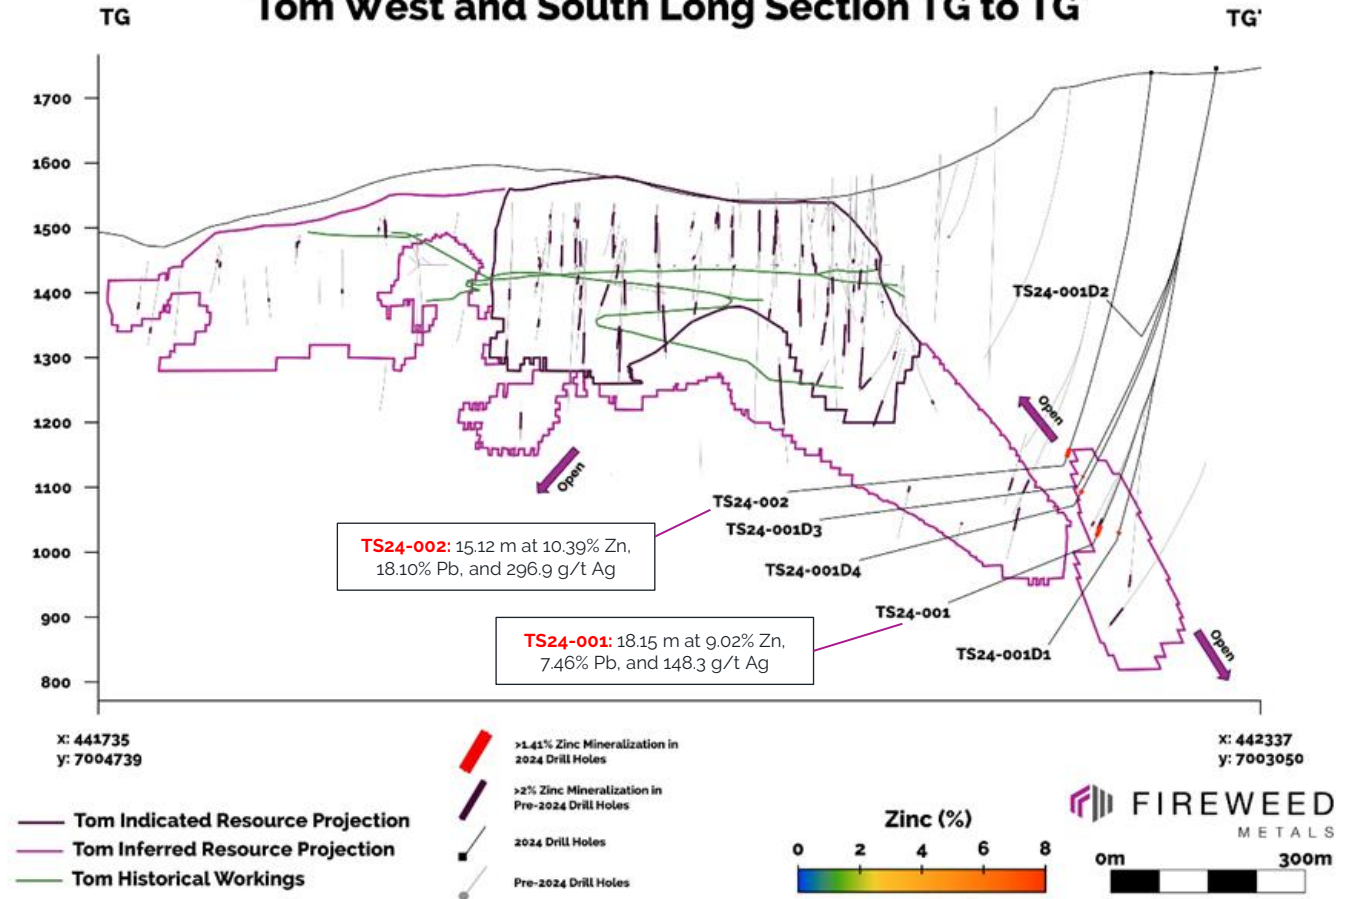 Tom West and South Long Section TG to TG'
TG
TG'
1700
1600
1500
1400
1300
1200
1100
1000
900
800
TS24-001D2
Open
Open
TS24-002
TS24-001D3
TS24-002: 15.12 m at 10.39% Zn,
18.10% Pb, and 296.9 g/t Ag
TS24-001D4
TS24-001
TS24-001: 18.15 m at 9.02% Zn,
7.46% Pb, and 148.3 g/t Ag
TS24-001D1
Open
x: 441735
y: 7004739
x: 442337
y: 7003050
>1.41% Zinc Mineralization in
2024 Drill Holes
>2% Zinc Mineralization in
Pre-2024 Drill Holes
2024 Drill Holes
Pre-2024 Drill Holes
Tom Indicated Resource Projection
Tom Inferred Resource Projection
Tom Historical Workings
Zinc (%)
0 2 4 6 8
FIREWEED
METALS
0m 300m